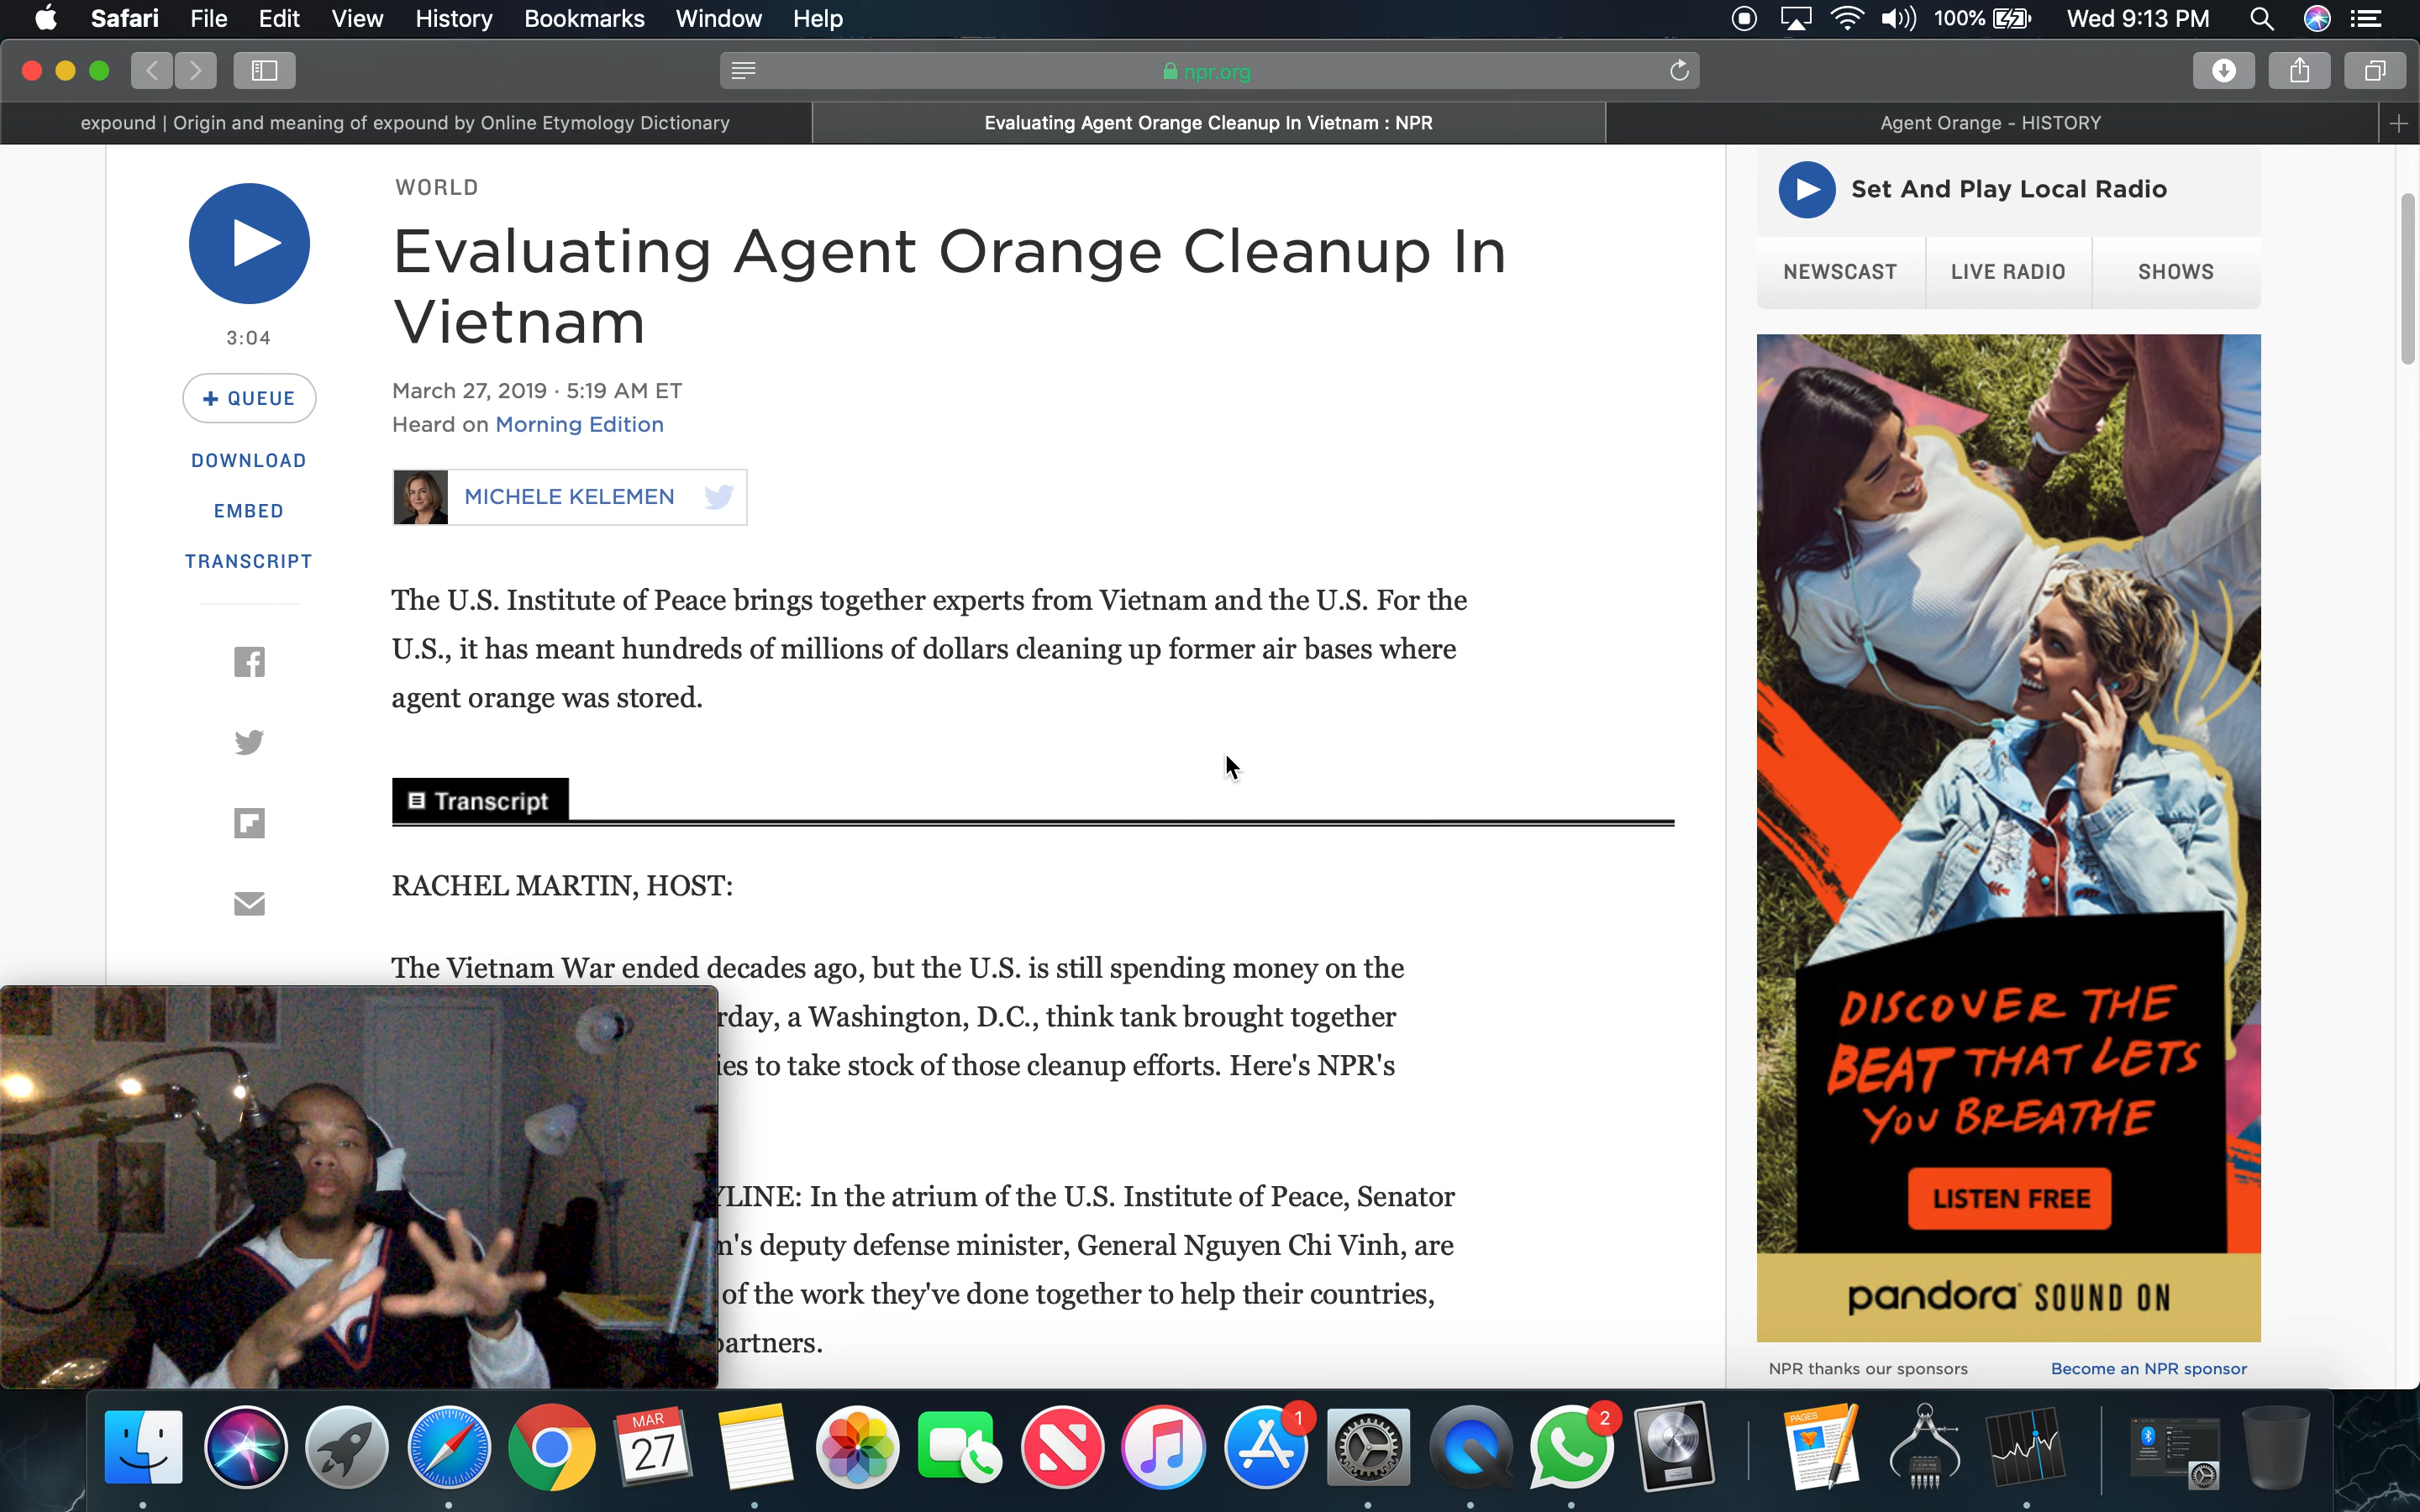 Safari File Edit View History Bookmarks Window Help 100% Wed 9:13 PM
npr.org
expound | Origin and meaning of expound by Online Etymology Dictionary
Evaluating Agent Orange Cleanup In Vietnam : NPR
Agent Orange - HISTORY
WORLD
Evaluating Agent Orange Cleanup In
Vietnam
3:04
QUEUE
DOWNLOAD
EMBED
TRANSCRIPT
March 27, 2019 · 5:19 AM ET
Heard on Morning Edition
MICHELE KELEMEN
The U.S. Institute of Peace brings together experts from Vietnam and the U.S. For the
U.S., it has meant hundreds of millions of dollars cleaning up former air bases where
agent orange was stored.
Transcript
RACHEL MARTIN, HOST:
The Vietnam War ended decades ago, but the U.S. is still spending money on the
rday, a Washington, D.C., think tank brought together
ies to take stock of those cleanup efforts. Here's NPR's
YLINE: In the atrium of the U.S. Institute of Peace, Senator
m's deputy defense minister, General Nguyen Chi Vinh, are
of the work they've done together to help their countries,
partners.
Set And Play Local Radio
NEWSCAST LIVE RADIO SHOWS
DISCOVER THE
BEAT THAT LETS
YOU BREATHE
LISTEN FREE
pandora SOUND ON
NPR thanks our sponsors
Become an NPR sponsor
MAR
27
1
2
PAGES